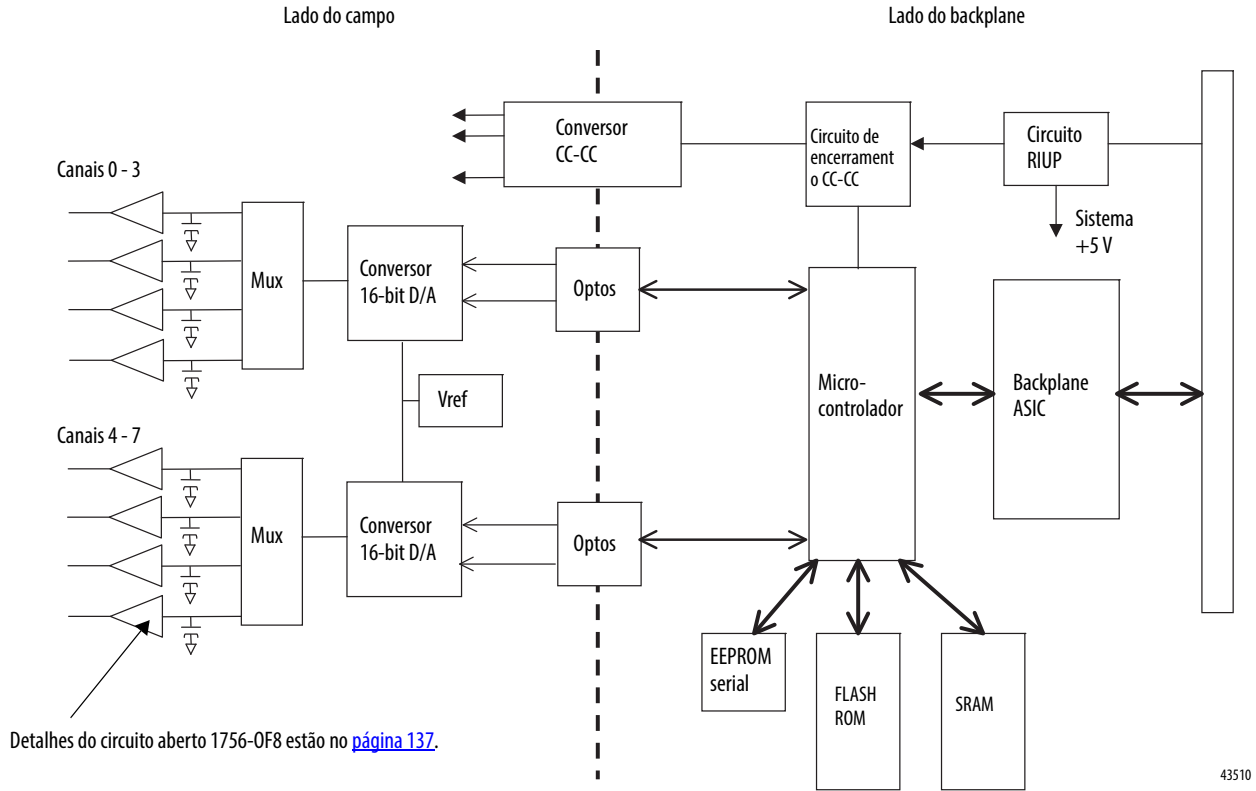 Lado do campo
Lado do backplane
Conversor
CC-CC
Circuito de
encerrament
o CC-CC
Circuito
RIUP
Sistema
+5 V
Canais 0 - 3
Mux
Conversor
16-bit D/A
Optos
Vref
Micro-
controlador
Backplane
ASIC
Canais 4 - 7
Mux
Conversor
16-bit D/A
Optos
EEPROM
serial
FLASH
ROM
SRAM
Detalhes do circuito aberto 1756-OF8 estão no página 137.
43510